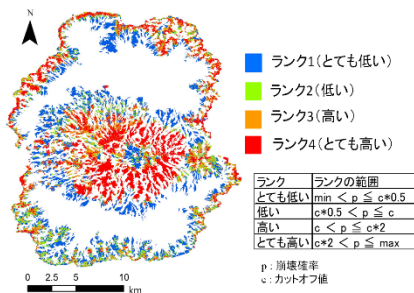 N
ランク1(とても低い)
ランク2(低い)
ランク3(高い)
ランク4(とても高い)
ランク ランクの範囲
とても低い min < p ≦ c*0.5
低い c*0.5 < p ≦ c
高い c < p ≦ c*2
とても高い c*2 < p ≦ max
p : 崩壊確率
c : カットオフ値
0 2.5 5 10
km